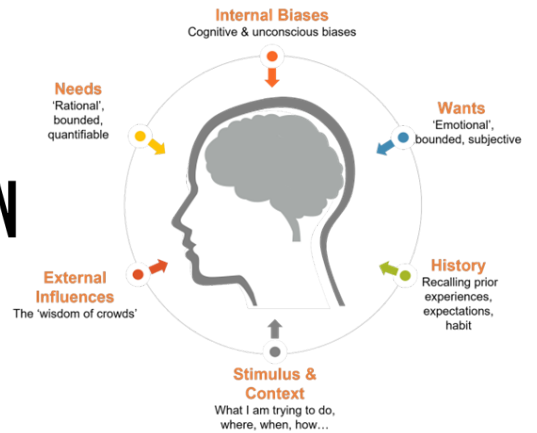 Internal Biases
Cognitive & unconscious biases
Needs
'Rational',
bounded,
quantifiable
Wants
'Emotional',
bounded, subjective
N
External
Influences
The 'wisdom of crowds'
History
Recalling prior
experiences,
expectations,
habit
Stimulus &
Context
What I am trying to do,
where, when, how...